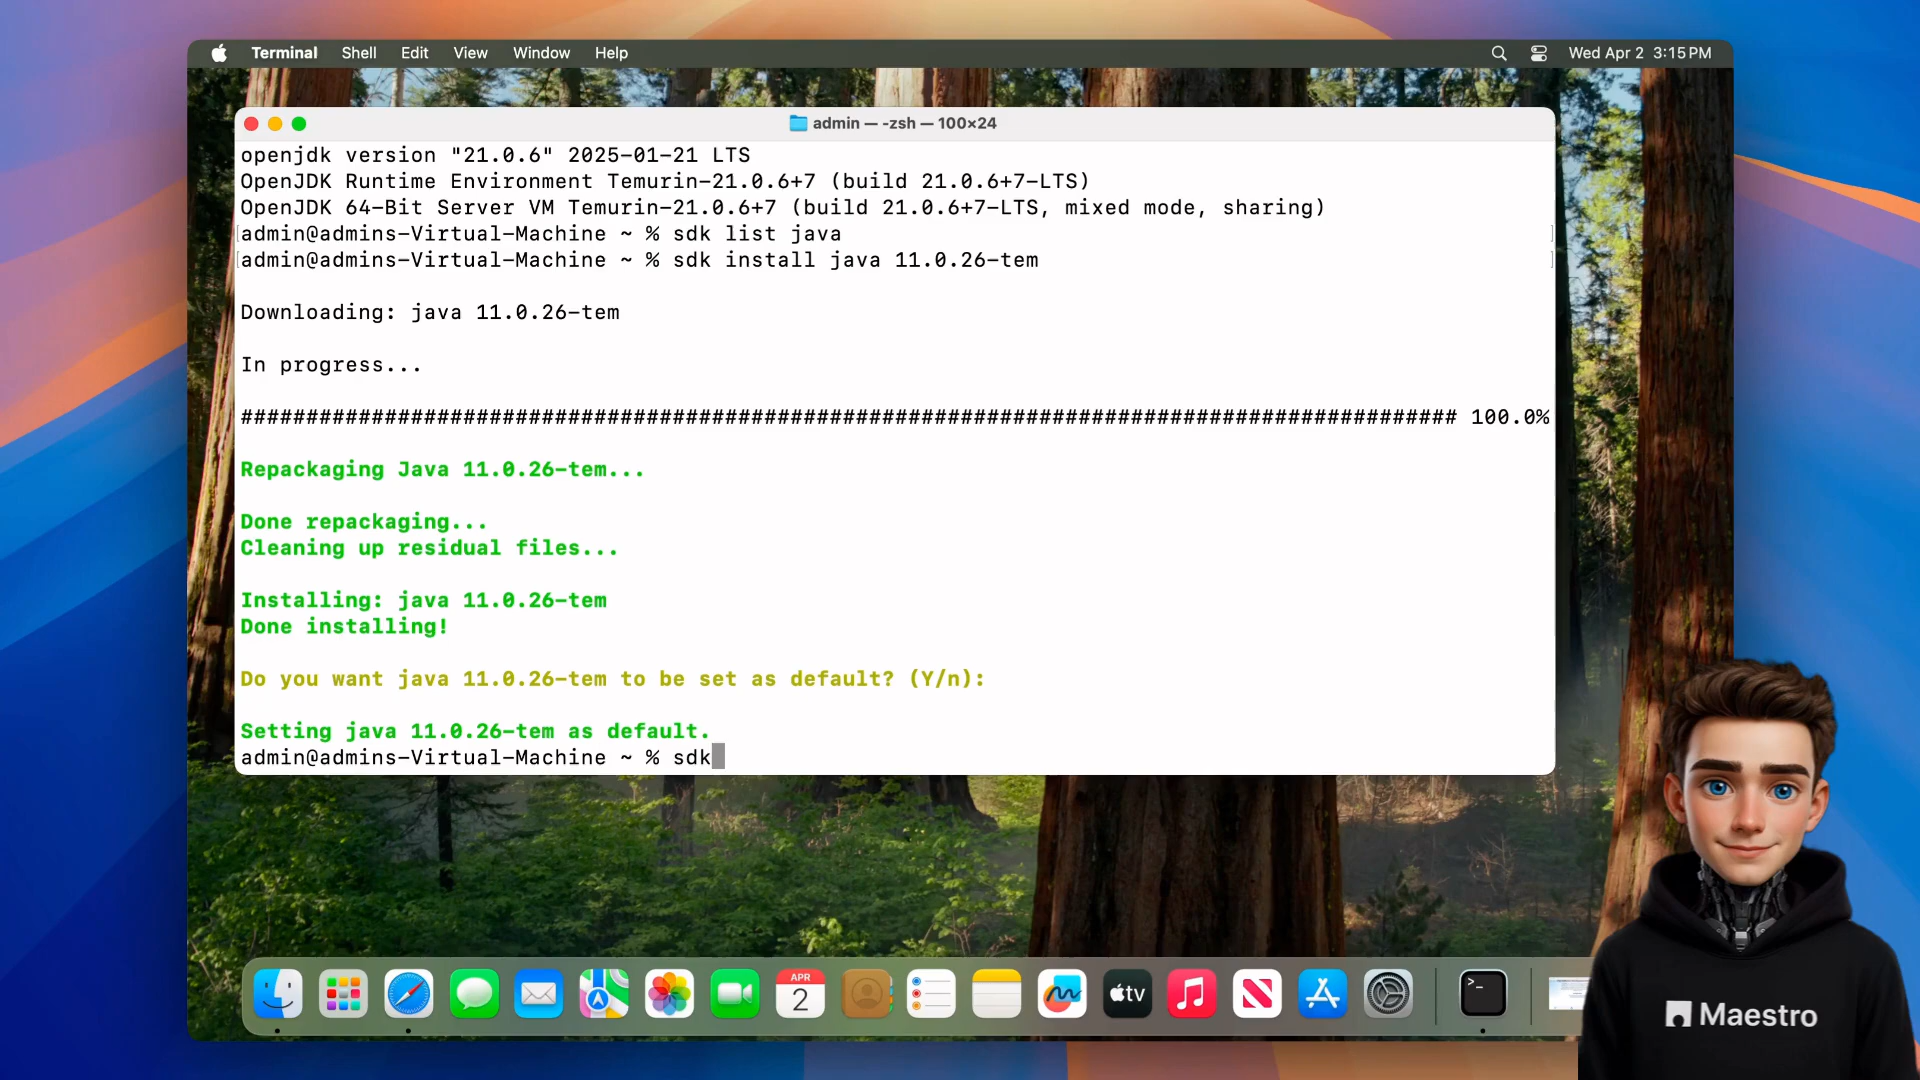 Terminal Shell Edit View Window Help Wed Apr 2 3:15 PM
admin — -zsh — 100×24
openjdk version "21.0.6" 2025-01-21 LTS
OpenJDK Runtime Environment Temurin-21.0.6+7 (build 21.0.6+7-LTS)
OpenJDK 64-Bit Server VM Temurin-21.0.6+7 (build 21.0.6+7-LTS, mixed mode, sharing)
[admin@admins-Virtual-Machine ~ % sdk list java ]
[admin@admins-Virtual-Machine ~ % sdk install java 11.0.26-tem ]
Downloading: java 11.0.26-tem
In progress...
############################################################################################# 100.0%
Repackaging Java 11.0.26-tem...
Done repackaging...
Cleaning up residual files...
Installing: java 11.0.26-tem
Done installing!
Do you want java 11.0.26-tem to be set as default? (Y/n):
Setting java 11.0.26-tem as default.
admin@admins-Virtual-Machine ~ % sdk
APR
2
tv
>_
Maestro